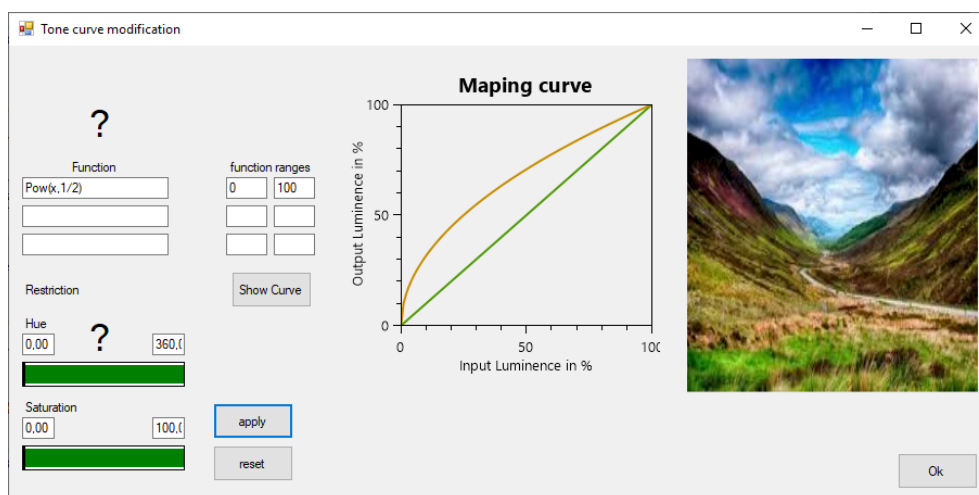 Tone curve modification
?
Function
function ranges
Pow(x,1/2)
0
100
Restriction
Show Curve
Hue
?
0,00
360,(
Saturation
0,00
100,(
apply
reset
Maping curve
Output Luminence in %
100
50
0
0
50
100
Input Luminence in %
Ok